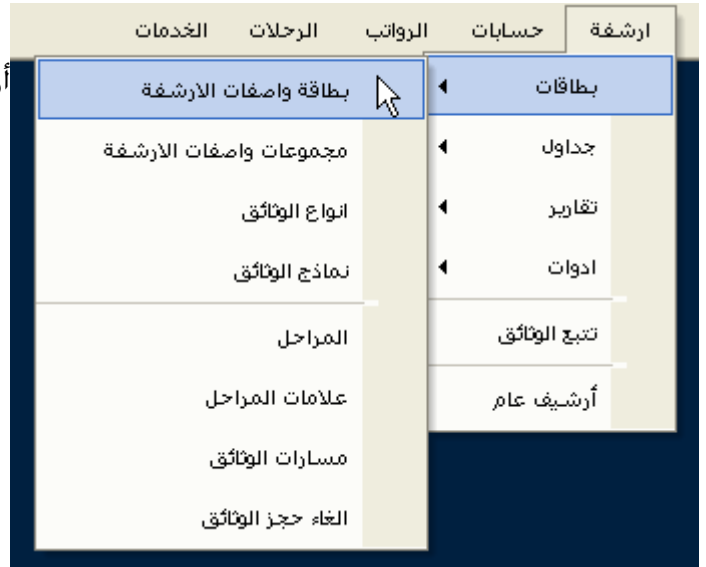 ارشفة حسابات الرواتب الرحلات الخدمات
بطاقات
جداول
تقارير
ادوات
تتبع الوثائق
أرشيف عام
بطاقة واصفات الارشفة
مجموعات واصفات الارشفة
انواع الوثائق
نماذج الوثائق
المراحل
علامات المراحل
مسارات الوثائق
الغاء حجز الوثائق